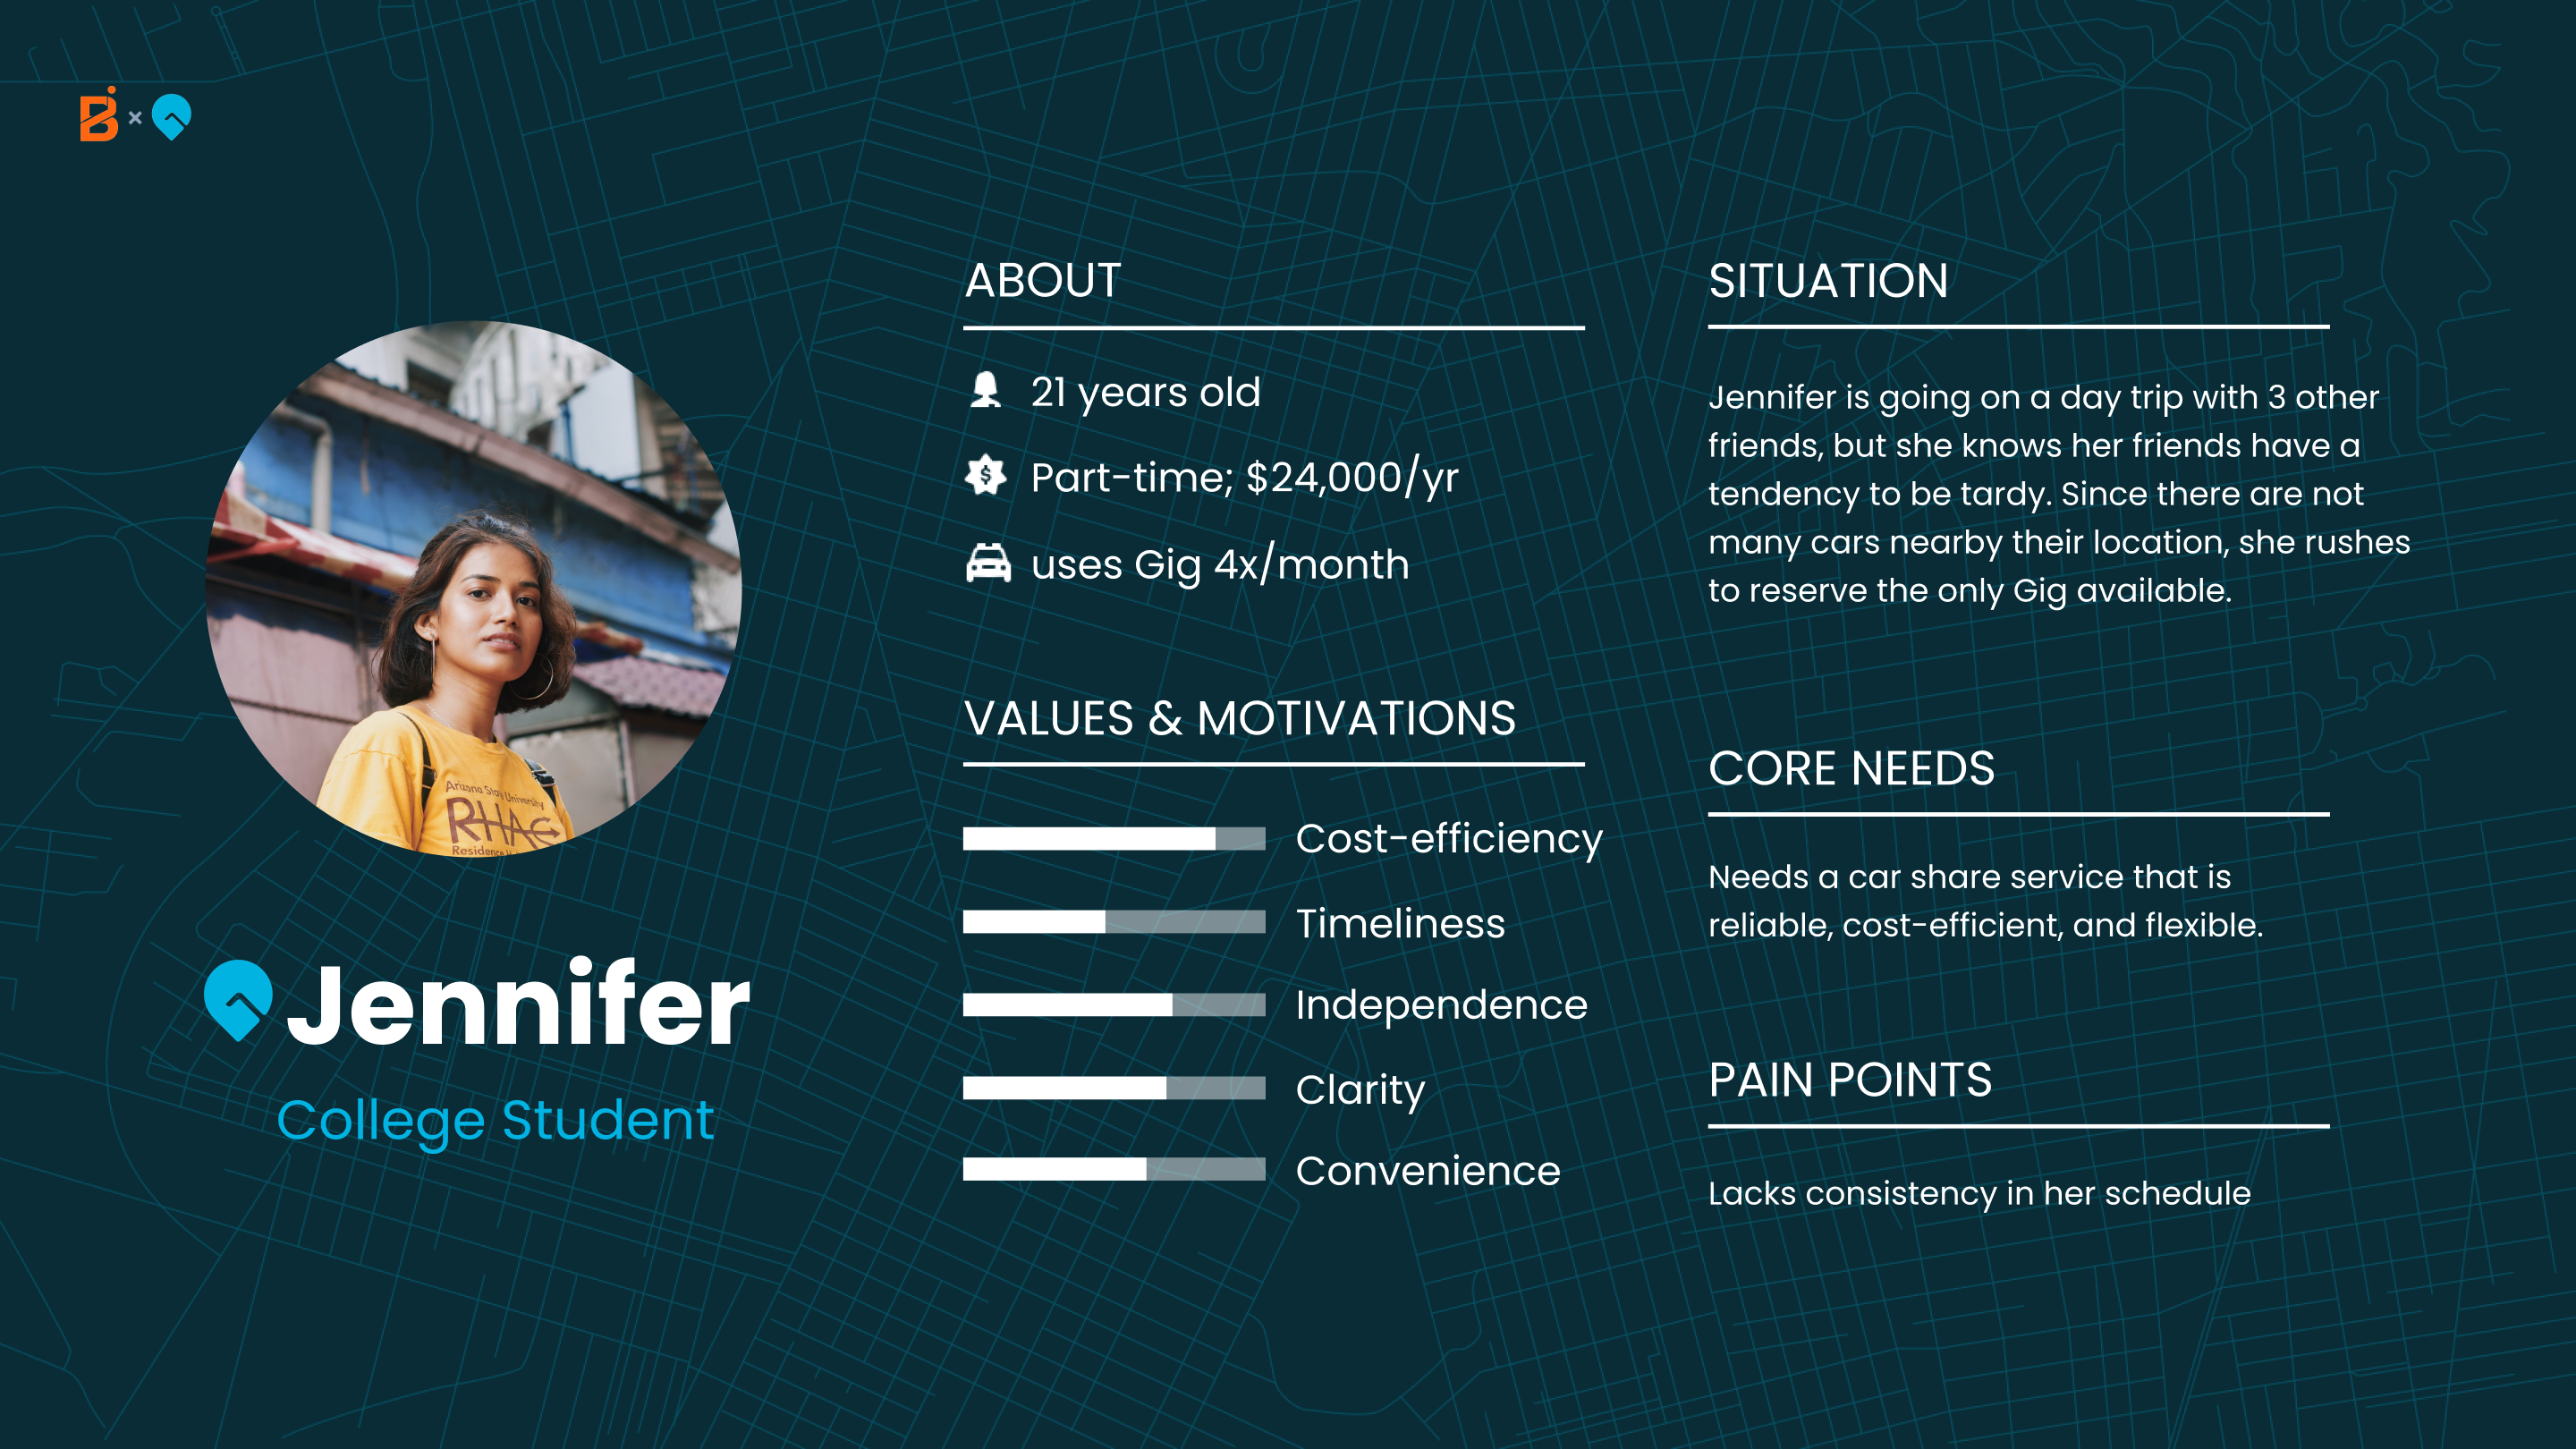 Arizona State University
RHA
Jennifer
College Student
ABOUT
21 years old
Part-time; $24,000/yr
uses Gig 4x/month
VALUES & MOTIVATIONS
Cost-efficiency
Timeliness
Independence
Clarity
Convenience
SITUATION
Jennifer is going on a day trip with 3 other
friends, but she knows her friends have a
tendency to be tardy. Since there are not
many cars nearby their location, she rushes
to reserve the only Gig available.
CORE NEEDS
Needs a car share service that is
reliable, cost-efficient, and flexible.
PAIN POINTS
Lacks consistency in her schedule